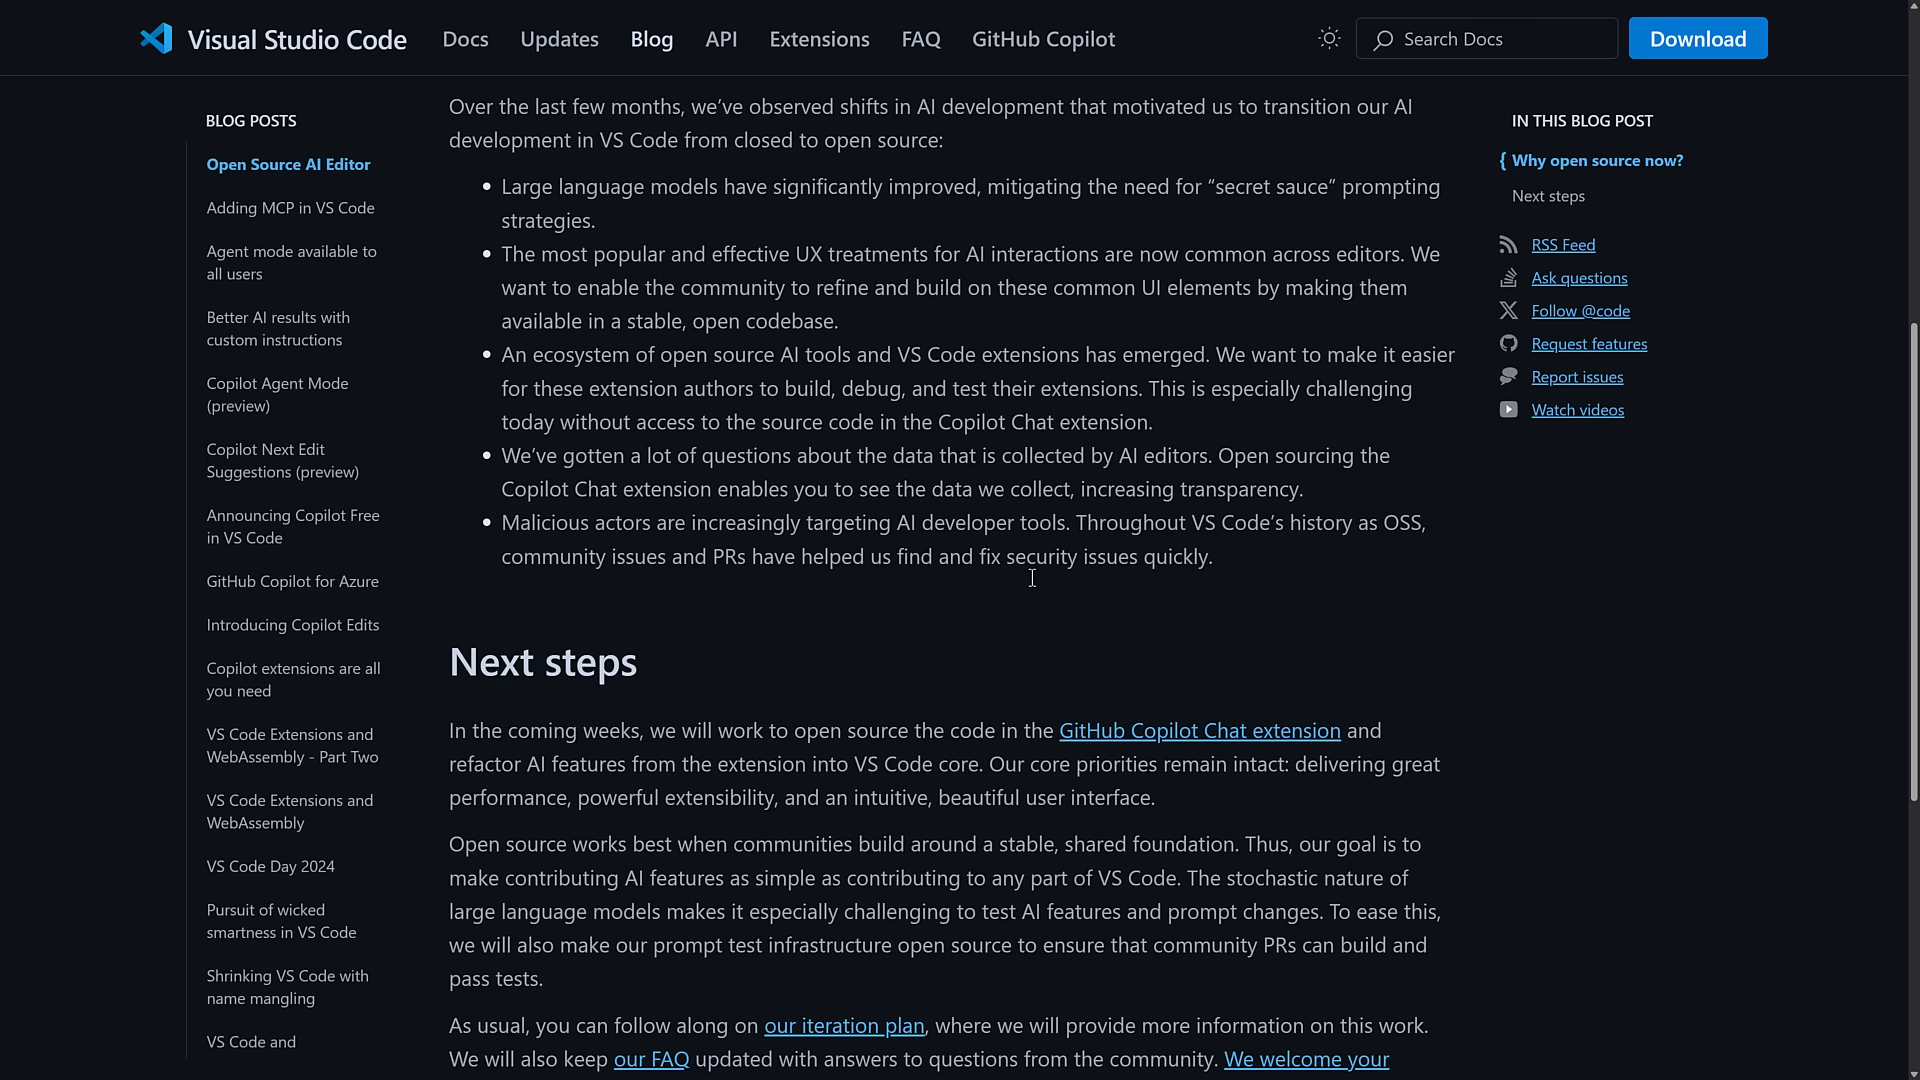 Visual Studio Code
Docs
Updates
Blog
API
Extensions
FAQ
GitHub Copilot
Search Docs
Download
BLOG POSTS
Open Source AI Editor
Adding MCP in VS Code
Agent mode available to
all users
Better AI results with
custom instructions
Copilot Agent Mode
(preview)
Copilot Next Edit
Suggestions (preview)
Announcing Copilot Free
in VS Code
GitHub Copilot for Azure
Introducing Copilot Edits
Copilot extensions are all
you need
VS Code Extensions and
WebAssembly - Part Two
VS Code Extensions and
WebAssembly
VS Code Day 2024
Pursuit of wicked
smartness in VS Code
Shrinking VS Code with
name mangling
VS Code and
Over the last few months, we’ve observed shifts in AI development that motivated us to transition our AI
development in VS Code from closed to open source:
• Large language models have significantly improved, mitigating the need for “secret sauce” prompting
strategies.
• The most popular and effective UX treatments for AI interactions are now common across editors. We
want to enable the community to refine and build on these common UI elements by making them
available in a stable, open codebase.
• An ecosystem of open source AI tools and VS Code extensions has emerged. We want to make it easier
for these extension authors to build, debug, and test their extensions. This is especially challenging
today without access to the source code in the Copilot Chat extension.
• We’ve gotten a lot of questions about the data that is collected by AI editors. Open sourcing the
Copilot Chat extension enables you to see the data we collect, increasing transparency.
• Malicious actors are increasingly targeting AI developer tools. Throughout VS Code’s history as OSS,
community issues and PRs have helped us find and fix security issues quickly.
Next steps
In the coming weeks, we will work to open source the code in the GitHub Copilot Chat extension and
refactor AI features from the extension into VS Code core. Our core priorities remain intact: delivering great
performance, powerful extensibility, and an intuitive, beautiful user interface.
Open source works best when communities build around a stable, shared foundation. Thus, our goal is to
make contributing AI features as simple as contributing to any part of VS Code. The stochastic nature of
large language models makes it especially challenging to test AI features and prompt changes. To ease this,
we will also make our prompt test infrastructure open source to ensure that community PRs can build and
pass tests.
As usual, you can follow along on our iteration plan, where we will provide more information on this work.
We will also keep our FAQ updated with answers to questions from the community. We welcome your
IN THIS BLOG POST
{ Why open source now?
Next steps
RSS Feed
Ask questions
Follow @code
Request features
Report issues
Watch videos